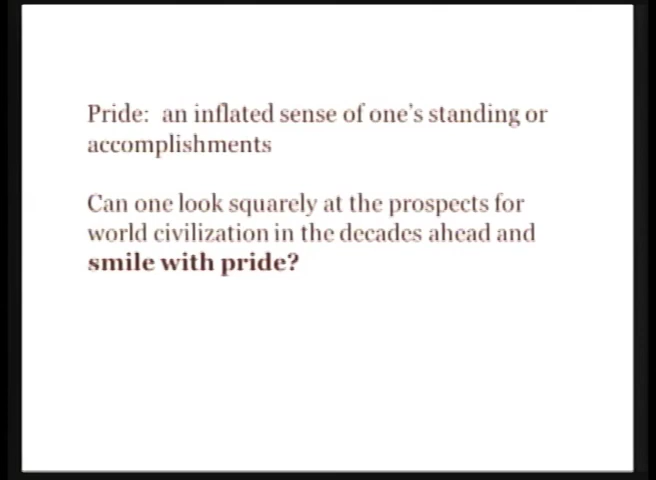 Pride:  an inflated sense of one's standing or
accomplishments
Can one look squarely at the prospects for
world civilization in the decades ahead and
smile with pride?